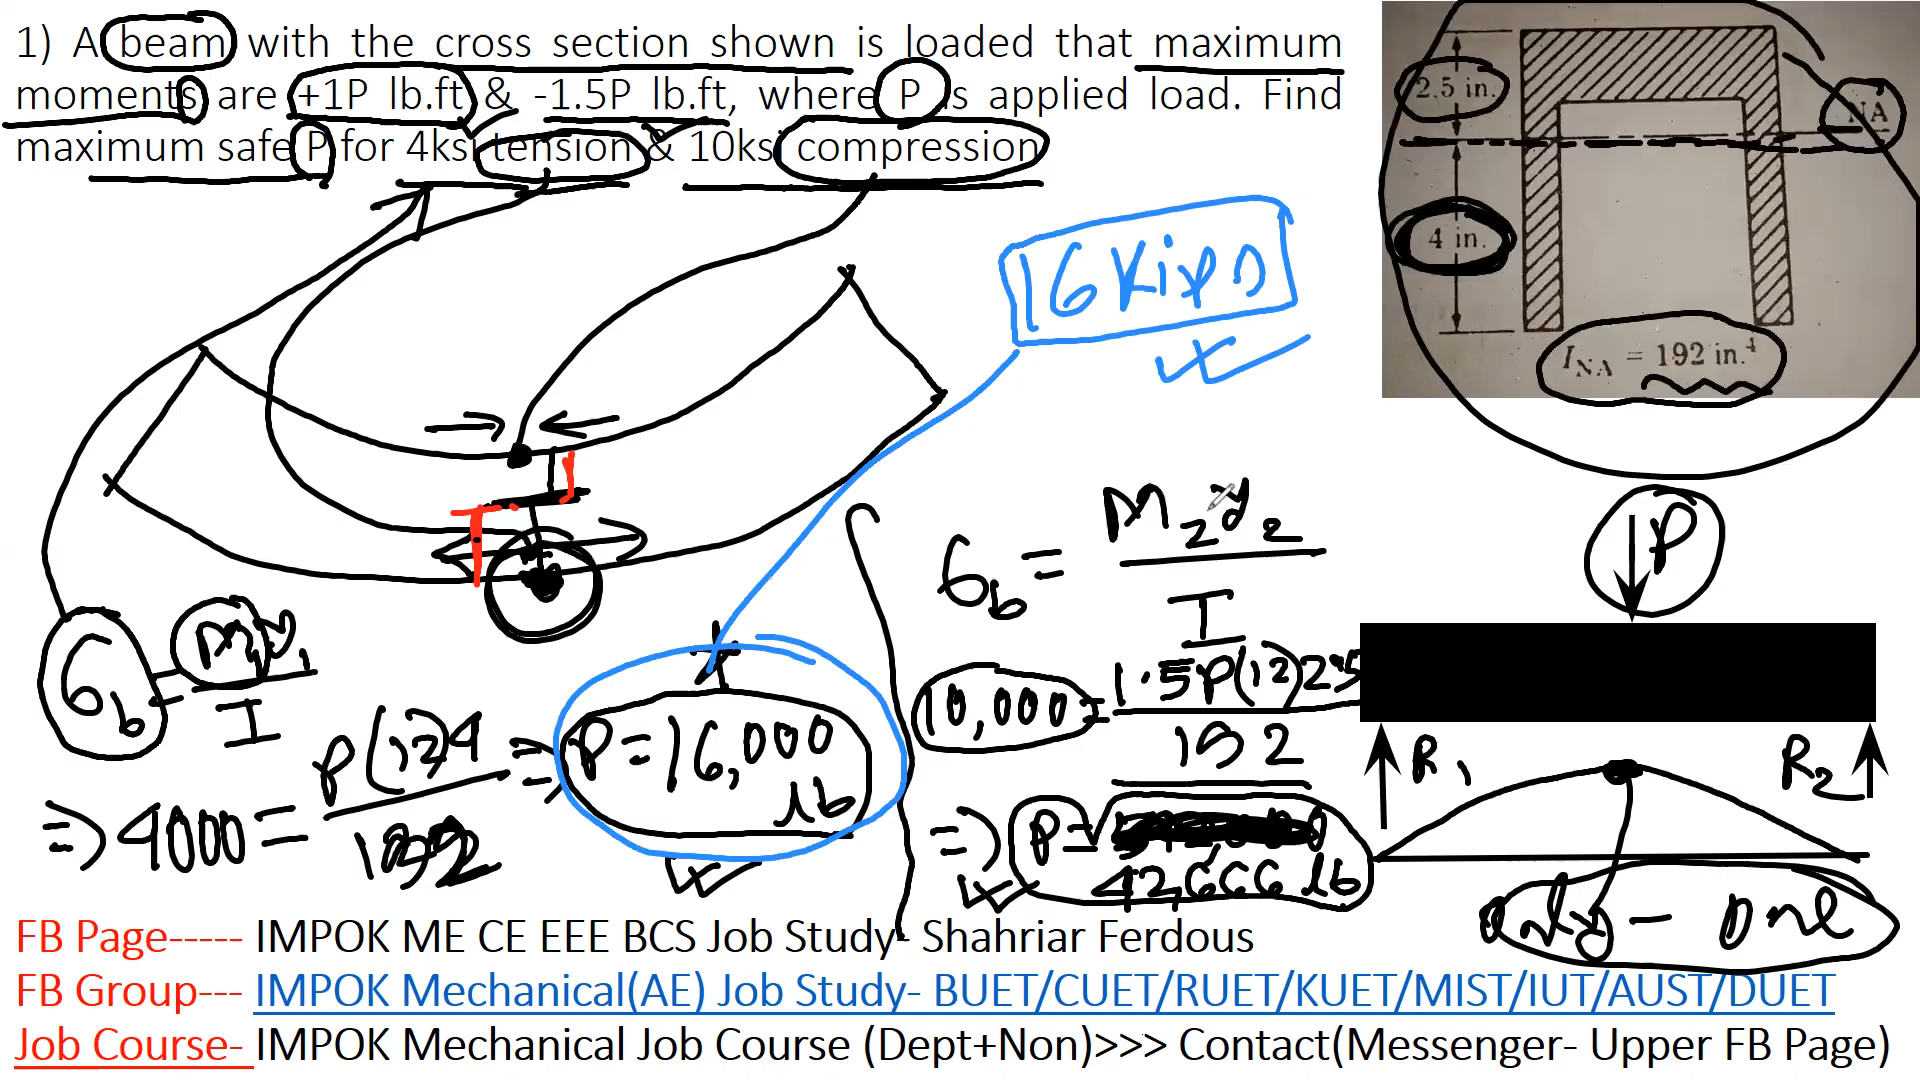 1) A beam with the cross section shown is loaded that maximum
moments are +1P lb.ft & -1.5P lb.ft, where P is applied load. Find
maximum safe P for 4ksi tension & 10ksi compression
2.5 in.
NA
4 in.
I_NA = 192 in.⁴
16 Kips
P
σb = M₁y₁ / I
⇒ 4000 = P(12)4 / 192
⇒ P = 16,000 lb
σb = M₂y₂ / I
10,000 = 1.5P(12)2.5 / 192
⇒ P = 42,666 lb
R₁
R₂
only - one
FB Page----- IMPOK ME CE EEE BCS Job Study- Shahriar Ferdous
FB Group--- IMPOK Mechanical(AE) Job Study- BUET/CUET/RUET/KUET/MIST/IUT/AUST/DUET
Job Course- IMPOK Mechanical Job Course (Dept+Non)>>> Contact(Messenger- Upper FB Page)